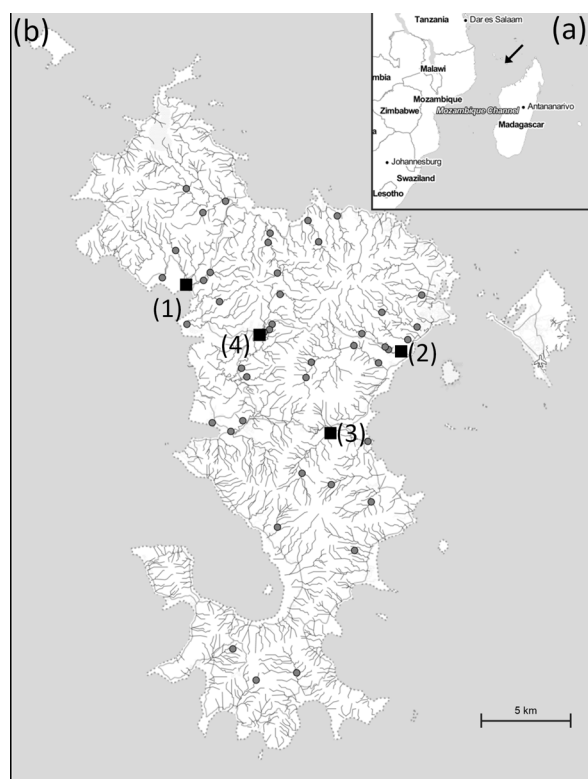 (b)
(a)
Tanzania
Dar es Salaam
mbia
Malawi
Mozambique
Mozambique Channel
Zimbabwe
Antananarivo
Madagascar
a
Johannesburg
Swaziland
Lesotho
(1)
(4)
(2)
(3)
5 km